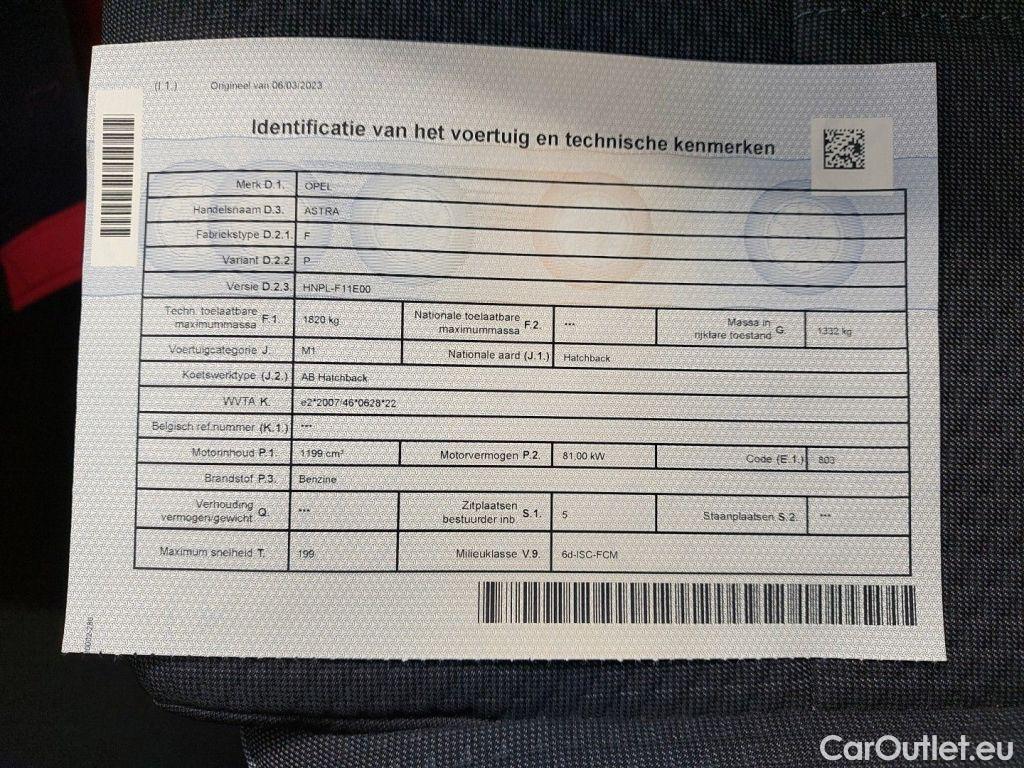 (I.1.) Origineel van 06/03/2023
Identificatie van het voertuig en technische kenmerken
Merk D.1. OPEL
Handelsnaam D.3. ASTRA
Fabriekstype D.2.1. F
Variant D.2.2. P
Versie D.2.3. HNPL-F11E00
Techn. toelaatbare maximummassa F.1. 1820 kg Nationale toelaatbare maximummassa F.2. *** Massa in rijklare toestand G. 1332 kg
Voertuigcategorie J. M1 Nationale aard (J.1.) Hatchback
Koetswerktype (J.2.) AB Hatchback
WVTA K. e2*2007/46*0628*22
Belgisch ref.nummer (K.1.) ***
Motorinhoud P.1. 1199 cm³ Motorvermogen P.2. 81,00 kW Code (E.1.) 803
Brandstof P.3. Benzine
Verhouding vermogen/gewicht Q. *** Zitplaatsen bestuurder inb S.1. 5 Staanplaatsen S.2. ***
Maximum snelheid T. 199 Milieuklasse V.9. 6d-ISC-FCM
CarOutlet.eu